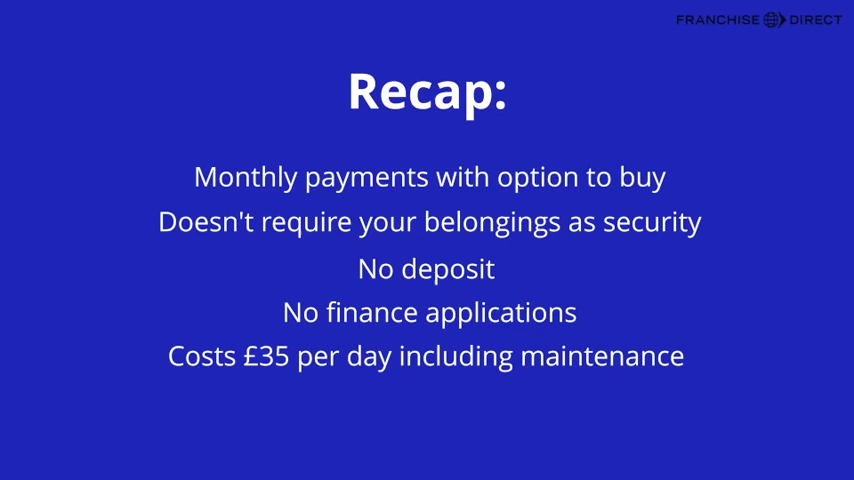 FRANCHISE DIRECT
Recap:
Monthly payments with option to buy
Doesn't require your belongings as security
No deposit
No finance applications
Costs £35 per day including maintenance